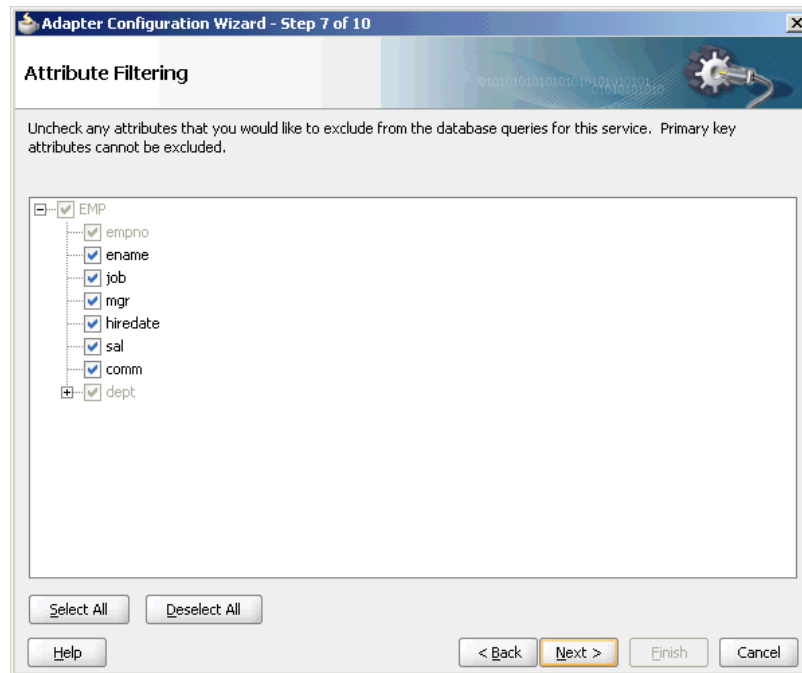 Adapter Configuration Wizard - Step 7 of 10
Attribute Filtering
Uncheck any attributes that you would like to exclude from the database queries for this service.  Primary key
attributes cannot be excluded.
EMP
empno
ename
job
mgr
hiredate
sal
comm
dept
Select All Deselect All
Help < Back Next > Finish Cancel